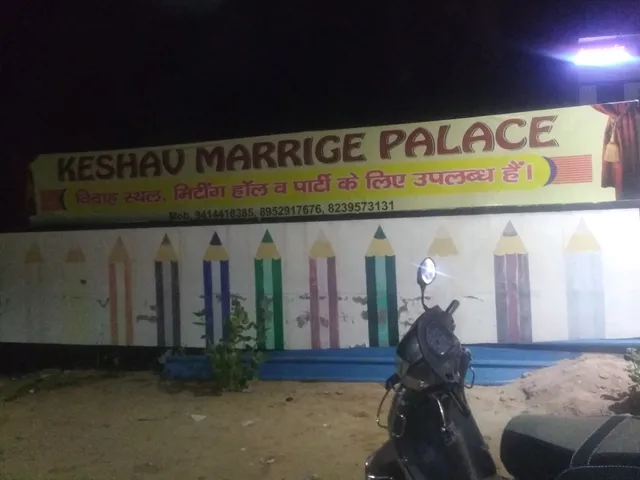 KESHAV MARRIGE PALACE
विवाह स्थल, मिटींग हॉल व पार्टी के लिए उपलब्ध हैं।
Mob. 9414418385, 8952917676, 8239573131